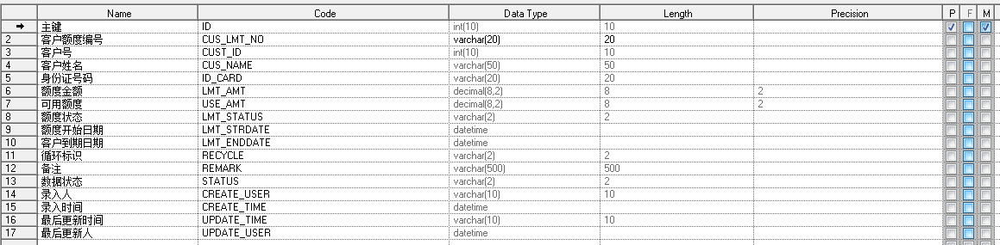 Name Code Data Type Length Precision P F M
主键 ID int(10) 10
2 客户额度编号 CUS_LMT_NO varchar(20) 20
3 客户号 CUST_ID int(10) 10
4 客户姓名 CUS_NAME varchar(50) 50
5 身份证号码 ID_CARD varchar(20) 20
6 额度金额 LMT_AMT decimal(8,2) 8 2
7 可用额度 USE_AMT decimal(8,2) 8 2
8 额度状态 LMT_STATUS varchar(2) 2
9 额度开始日期 LMT_STRDATE datetime
10 客户到期日期 LMT_ENDDATE datetime
11 循环标识 RECYCLE varchar(2) 2
12 备注 REMARK varchar(500) 500
13 数据状态 STATUS varchar(2) 2
14 录入人 CREATE_USER varchar(10) 10
15 录入时间 CREATE_TIME datetime
16 最后更新时间 UPDATE_TIME varchar(10) 10
17 最后更新人 UPDATE_USER datetime